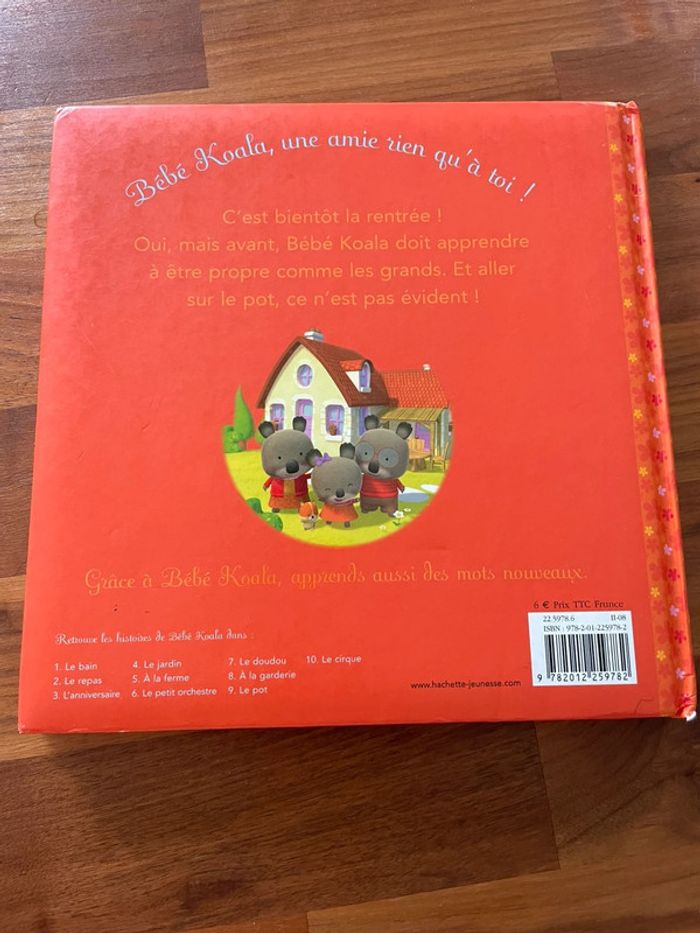 Bébé Koala, une amie rien qu'à toi !
C'est bientôt la rentrée !
Oui, mais avant, Bébé Koala doit apprendre
à être propre comme les grands. Et aller
sur le pot, ce n'est pas évident !
Grâce à Bébé Koala, apprends aussi des mots nouveaux.
Retrouve les histoires de Bébé Koala dans :
1. Le bain
2. Le repas
3. L'anniversaire
4. Le jardin
5. À la ferme
6. Le petit orchestre
7. Le doudou
8. À la garderie
9. Le pot
10. Le cirque
6 € Prix TTC France
22.5978.6 II-08
ISBN : 978-2-01-225978-2
9 782012 259782
www.hachette-jeunesse.com